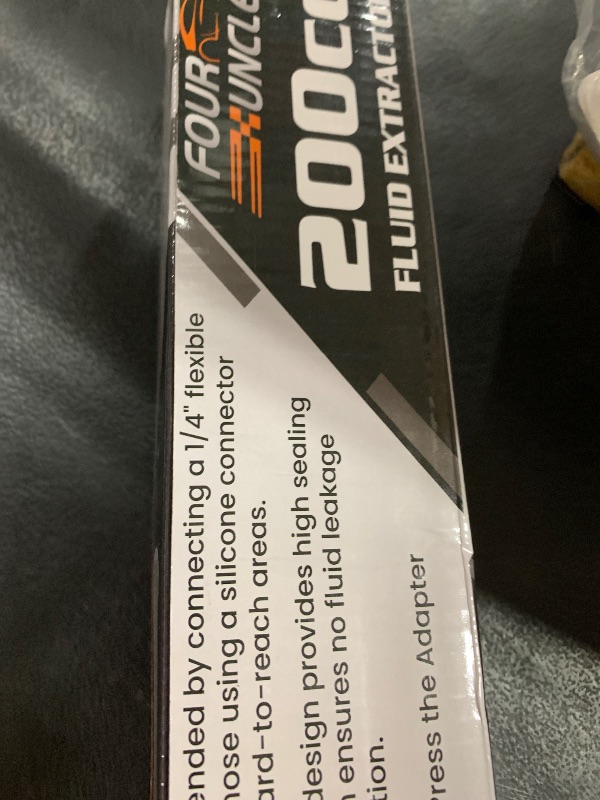 FOUR
UNCLE
200cc
FLUID EXTRACTO
ended by connecting a 1/4" flexible
hose using a silicone connector
ard-to-reach areas.
design provides high sealing
n ensures no fluid leakage
tion.
ress the Adapter